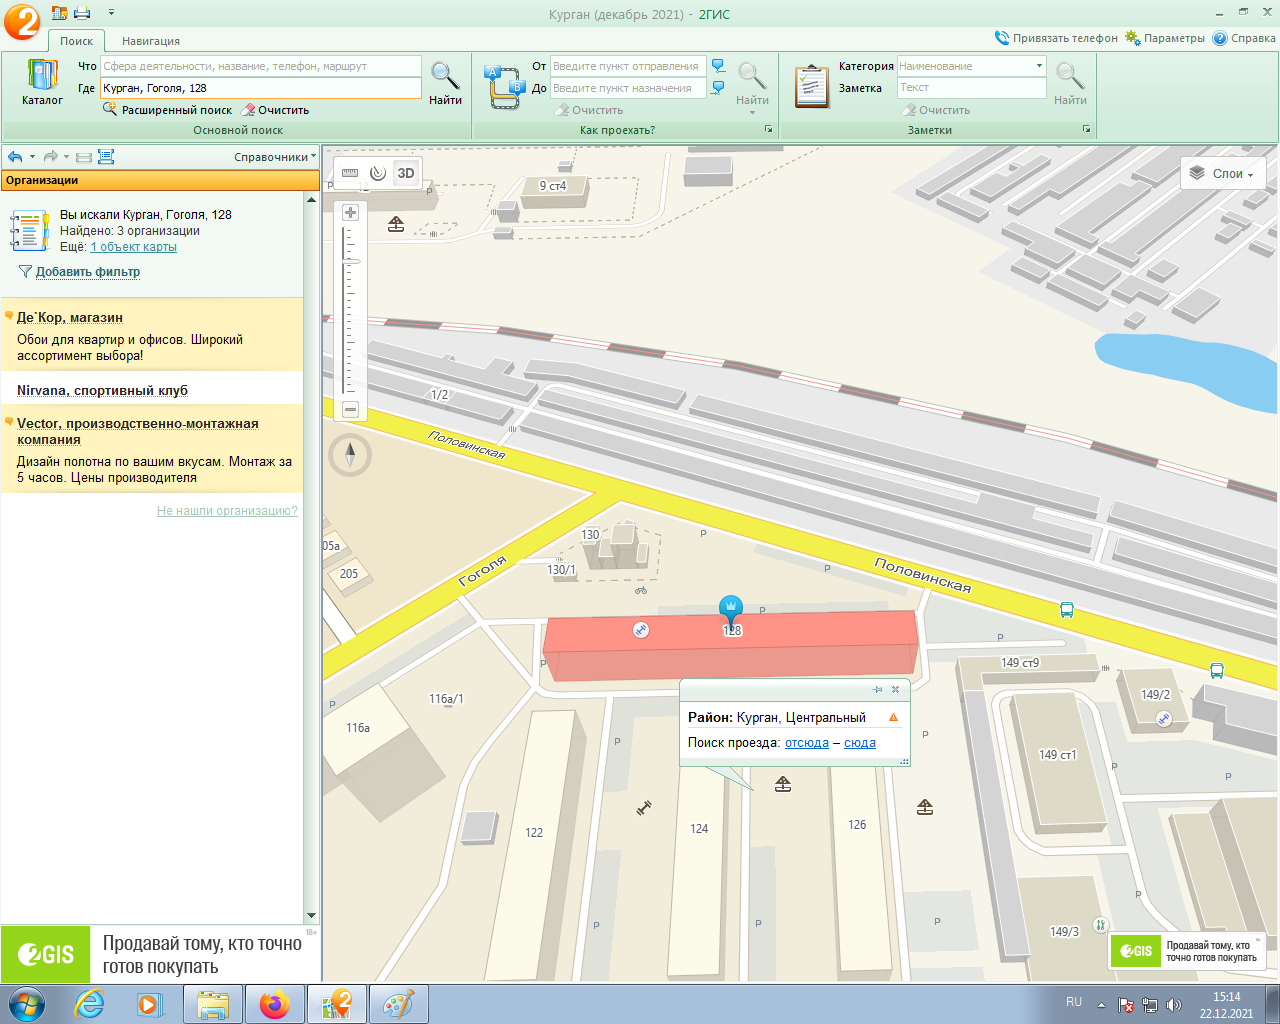 Курган (декабрь 2021) - 2ГИС
Поиск
Навигация
Привязать телефон
Параметры
Справка
Каталог
Что
Сфера деятельности, название, телефон, маршрут
Где
Курган, Гоголя, 128
Расширенный поиск
Очистить
Найти
Основной поиск
От
Введите пункт отправления
До
Введите пункт назначения
Очистить
Найти
Как проехать?
Категория
Наименование
Заметка
Текст
Очистить
Найти
Заметки
Справочники
Организации
Вы искали Курган, Гоголя, 128
Найдено: 3 организации
Ещё: 1 объект карты
Добавить фильтр
Де`Кор, магазин
Обои для квартир и офисов. Широкий
ассортимент выбора!
Nirvana, спортивный клуб
Vector, производственно-монтажная
компания
Дизайн полотна по вашим вкусам. Монтаж за
5 часов. Цены производителя
Не нашли организацию?
2GIS
Продавай тому, кто точно
готов покупать
18+
3D
Слои
9 ст4
12
P
1/2
Половинская
Гоголя
Половинская
130
130/1
05а
205
P
P
P
128
P
P
149 ст9
149/2
116а/1
P
116а
P
P
149 ст1
P
P
Район: Курган, Центральный
Поиск проезда: отсюда – сюда
122
124
126
P
P
P
P
149/3
2GIS
Продавай тому, кто
точно готов покупать
RU
15:14
22.12.2021